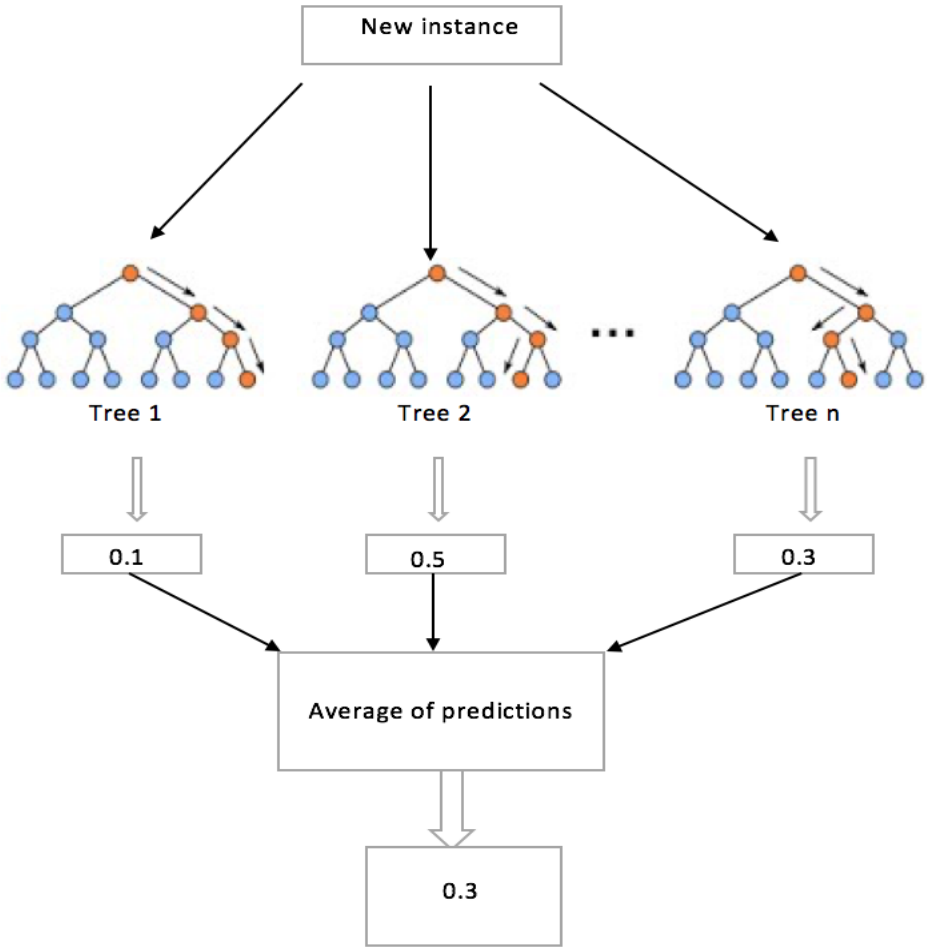 New instance
...
Tree 1
Tree 2
Tree n
0.1
0.5
0.3
Average of predictions
0.3